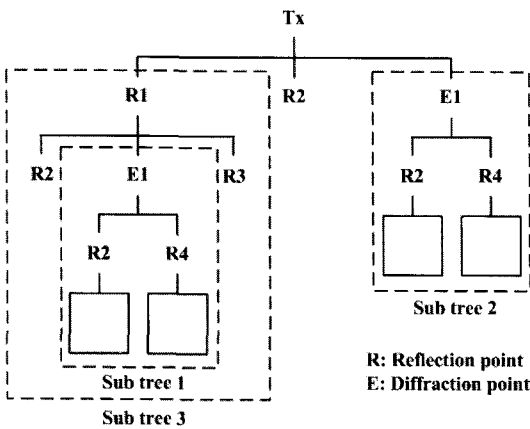 Tx
R1
R2
E1
R2
E1
R3
R2
R4
R2
R4
Sub tree 2
Sub tree 1
Sub tree 3
R: Reflection point
E: Diffraction point